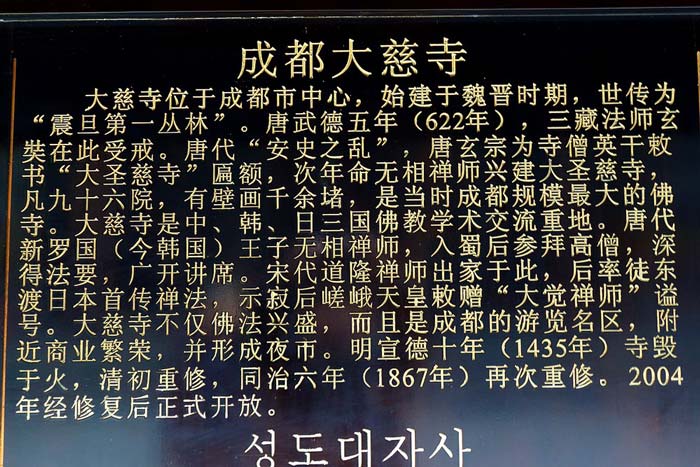 成都大慈寺
大慈寺位于成都市中心，始建于魏晋时期，世传为
“震旦第一丛林”。唐武德五年（622年），三藏法师玄
奘在此受戒。唐代“安史之乱”，唐玄宗为寺僧英干敕
书“大圣慈寺”匾额，次年命无相禅师兴建大圣慈寺，
凡九十六院，有壁画千余堵，是当时成都规模最大的佛
寺。大慈寺是中、韩、日三国佛教学术交流重地。唐代
新罗国（今韩国）王子无相禅师，入蜀后参拜高僧，深
得法要，广开讲席。宋代道隆禅师出家于此，后率徒东
渡日本首传禅法，示寂后嵯峨天皇敕赠“大觉禅师”谥
号。大慈寺不仅佛法兴盛，而且是成都的游览名区，附
近商业繁荣，并形成夜市。明宣德十年（1435年）寺毁
于火，清初重修，同治六年（1867年）再次重修。2004
年经修复后正式开放。
성도대자사